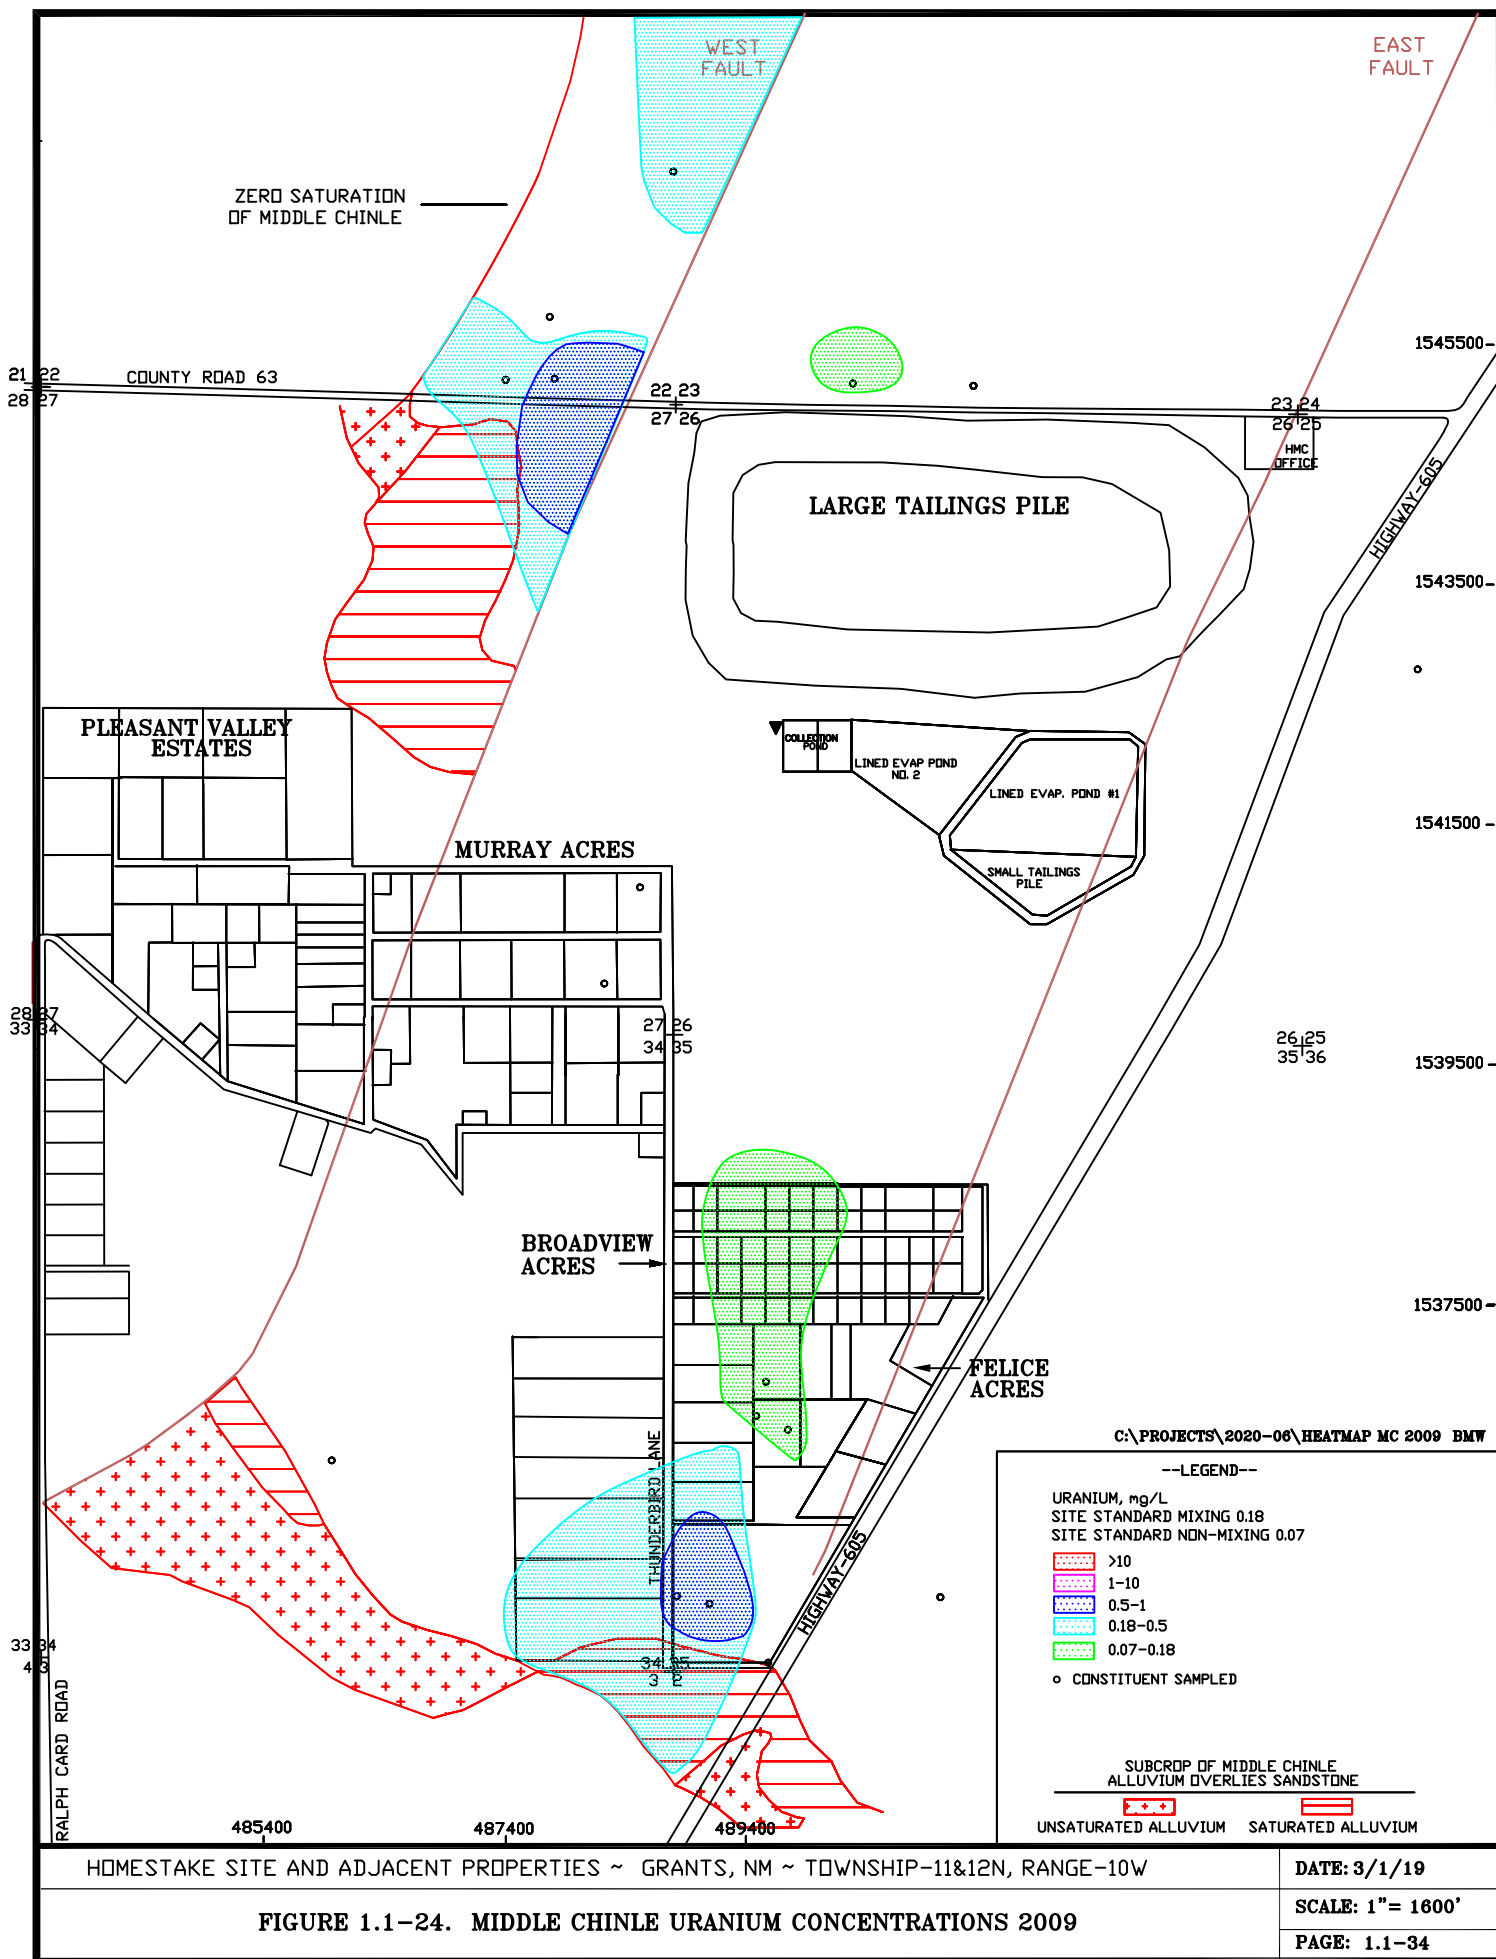 WEST
FAULT
EAST
FAULT
ZERO SATURATION
OF MIDDLE CHINLE
1545500
21 22
28 27
COUNTY ROAD 63
22 23
27 26
23 24
26 25
HMC
OFFICE
HIGHWAY-605
LARGE TAILINGS PILE
1543500
PLEASANT VALLEY
ESTATES
COLLECTION
POND
LINED EVAP POND
NO. 2
LINED EVAP. POND #1
SMALL TAILINGS
PILE
1541500
MURRAY ACRES
28 27
33 34
27 26
34 35
26 25
35 36
1539500
BROADVIEW
ACRES
1537500
FELICE
ACRES
THUNDERBIRD LANE
HIGHWAY-605
33 34
4 3
34 35
3 2
RALPH CARD ROAD
485400
487400
489400
C:\PROJECTS\2020-06\HEATMAP MC 2009 BMW
--LEGEND--
URANIUM, mg/L
SITE STANDARD MIXING 0.18
SITE STANDARD NON-MIXING 0.07
>10
1-10
0.5-1
0.18-0.5
0.07-0.18
CONSTITUENT SAMPLED
SUBCROP OF MIDDLE CHINLE
ALLUVIUM OVERLIES SANDSTONE
UNSATURATED ALLUVIUM
SATURATED ALLUVIUM
HOMESTAKE SITE AND ADJACENT PROPERTIES ~ GRANTS, NM ~ TOWNSHIP-11&12N, RANGE-10W
DATE: 3/1/19
FIGURE 1.1-24. MIDDLE CHINLE URANIUM CONCENTRATIONS 2009
SCALE: 1"= 1600'
PAGE: 1.1-34